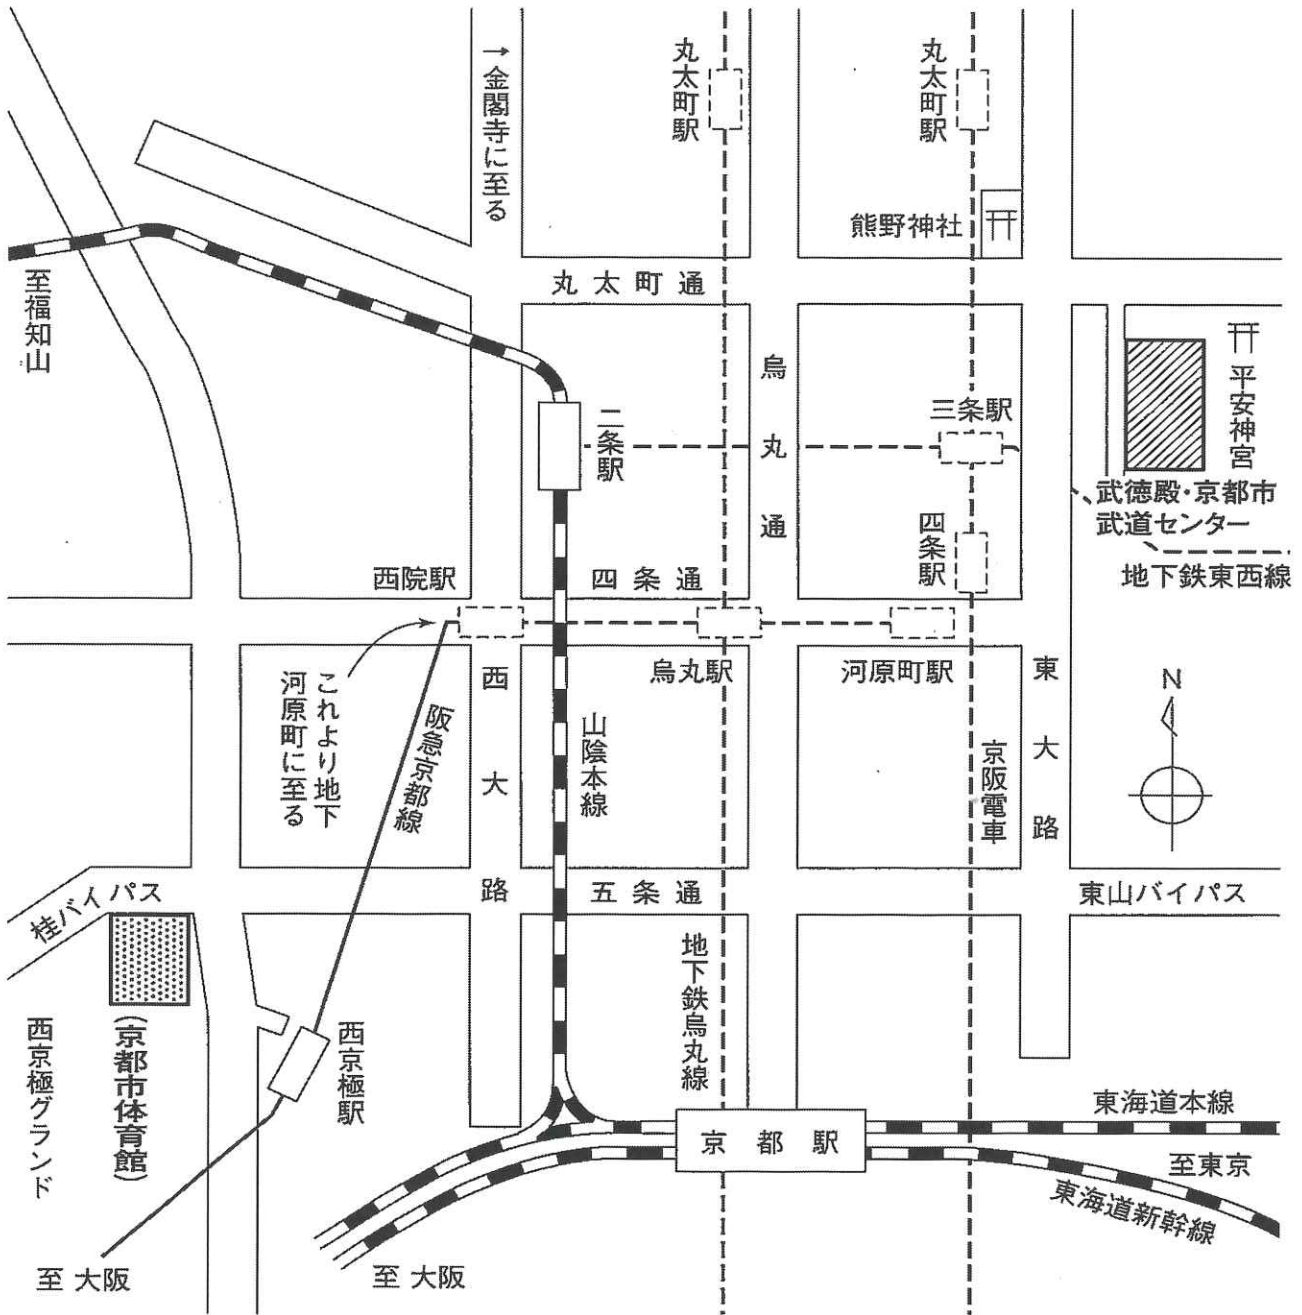 →金閣寺に至る
丸太町駅
丸太町駅
熊野神社
至福知山
丸太町通
烏丸通
二条駅
三条駅
平安神宮
武徳殿・京都市
武道センター
地下鉄東西線
四条駅
西院駅
四条通
烏丸駅
河原町駅
これより地下
河原町に至る
阪急京都線
西大路
山陰本線
京阪電車
東大路
N
桂バイパス
五条通
東山バイパス
西京極グランド
(京都市体育館)
西京極駅
地下鉄烏丸線
京都駅
東海道本線
至東京
東海道新幹線
至 大阪
至 大阪